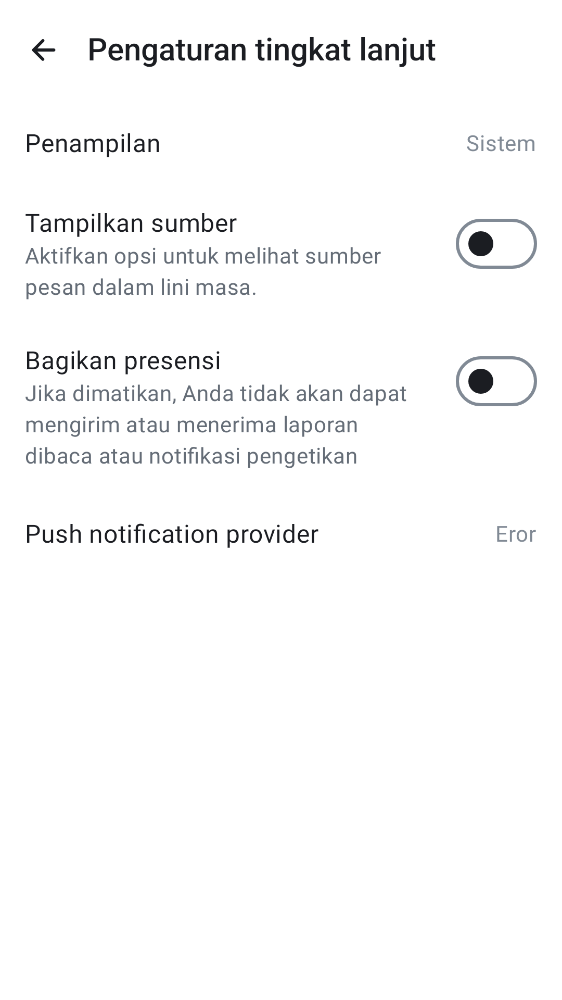 Pengaturan tingkat lanjut
Penampilan
Sistem
Tampilkan sumber
Aktifkan opsi untuk melihat sumber
pesan dalam lini masa.
Bagikan presensi
Jika dimatikan, Anda tidak akan dapat
mengirim atau menerima laporan
dibaca atau notifikasi pengetikan
Push notification provider
Eror